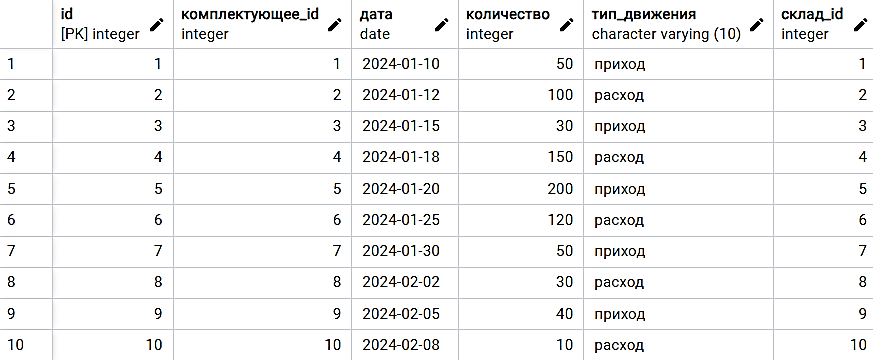 id комплектующее_id дата количество тип_движения склад_id
[PK] integer integer date integer character varying (10) integer
1 1 1 2024-01-10 50 приход 1
2 2 2 2024-01-12 100 расход 2
3 3 3 2024-01-15 30 приход 3
4 4 4 2024-01-18 150 расход 4
5 5 5 2024-01-20 200 приход 5
6 6 6 2024-01-25 120 расход 6
7 7 7 2024-01-30 50 приход 7
8 8 8 2024-02-02 30 расход 8
9 9 9 2024-02-05 40 приход 9
10 10 10 2024-02-08 10 расход 10